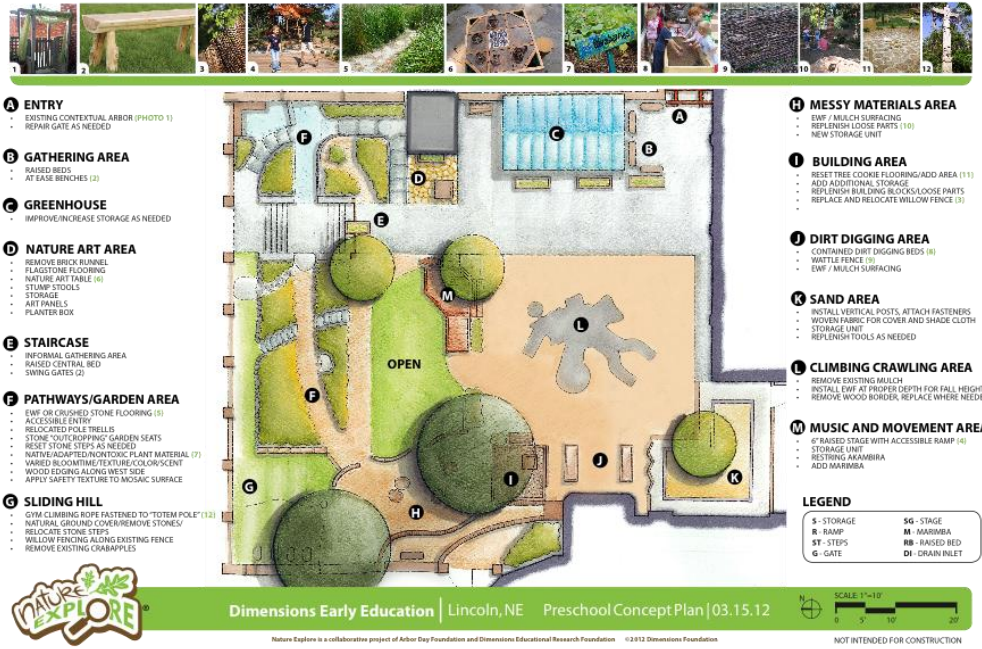 1
2
3
4
5
6
7
8
9
10
11
12
A ENTRY
EXISTING CONTEXTUAL ARBOR (PHOTO 1)
REPAIR GATE AS NEEDED
B GATHERING AREA
RAISED BEDS
AT EASE BENCHES (2)
C GREENHOUSE
IMPROVE/INCREASE STORAGE AS NEEDED
D NATURE ART AREA
REMOVE BRICK RUNNEL
FLAGSTONE FLOORING
NATURE ART TABLE (6)
STUMP STOOLS
STORAGE
ART PANELS
PLANTER BOX
E STAIRCASE
INFORMAL GATHERING AREA
RAISED CENTRAL BED
SWING GATES (2)
F PATHWAYS/GARDEN AREA
EWF OR CRUSHED STONE FLOORING (5)
ACCESSIBLE ENTRY
RELOCATED POLE TRELLIS
STONE "OUTCROPPING" GARDEN SEATS
RESET STONE STEPS AS NEEDED
NATIVE/ADAPTED/NONTOXIC PLANT MATERIAL (7)
VARIED BLOOMTIME/TEXTURE/COLOR/SCENT
WOOD EDGING ALONG WEST SIDE
APPLY SAFETY TEXTURE TO MOSAIC SURFACE
G SLIDING HILL
GYM CLIMBING ROPE FASTENED TO "TOTEM POLE" (12)
NATURAL GROUND COVER/REMOVE STONES/
RELOCATE STONE STEPS
WILLOW FENCING ALONG EXISTING FENCE
REMOVE EXISTING CRABAPPLES
A
B
C
D
E
F
M
L
OPEN
F
G
H
I
J
K
H MESSY MATERIALS AREA
EWF / MULCH SURFACING
REPLENISH LOOSE PARTS (10)
NEW STORAGE UNIT
I BUILDING AREA
RESET TREE COOKIE FLOORING/ADD AREA (11)
ADD ADDITIONAL STORAGE
REPLENISH BUILDING BLOCKS/LOOSE PARTS
REPLACE AND RELOCATE WILLOW FENCE (3)
J DIRT DIGGING AREA
CONTAINED DIRT DIGGING BEDS (8)
WATTLE FENCE (9)
EWF / MULCH SURFACING
K SAND AREA
INSTALL VERTICAL POSTS, ATTACH FASTENERS
WOVEN FABRIC FOR COVER AND SHADE CLOTH
STORAGE UNIT
REPLENISH TOOLS AS NEEDED
L CLIMBING CRAWLING AREA
REMOVE EXISTING MULCH
INSTALL EWF AT PROPER DEPTH FOR FALL HEIGHT
REMOVE WOOD BORDER, REPLACE WHERE NEEDE
M MUSIC AND MOVEMENT AREA
6" RAISED STAGE WITH ACCESSIBLE RAMP (4)
STORAGE UNIT
RESTRING AKAMBIRA
ADD MARIMBA
LEGEND
S - STORAGE SG - STAGE
R - RAMP M - MARIMBA
ST - STEPS RB - RAISED BED
G - GATE DI - DRAIN INLET
NATURE EXPLORE ®
Dimensions Early Education | Lincoln, NE Preschool Concept Plan | 03.15.12
N
SCALE: 1"=10'
0 5' 10' 20'
Nature Explore is a collaborative project of Arbor Day Foundation and Dimensions Educational Research Foundation ©2012 Dimensions Foundation
NOT INTENDED FOR CONSTRUCTION